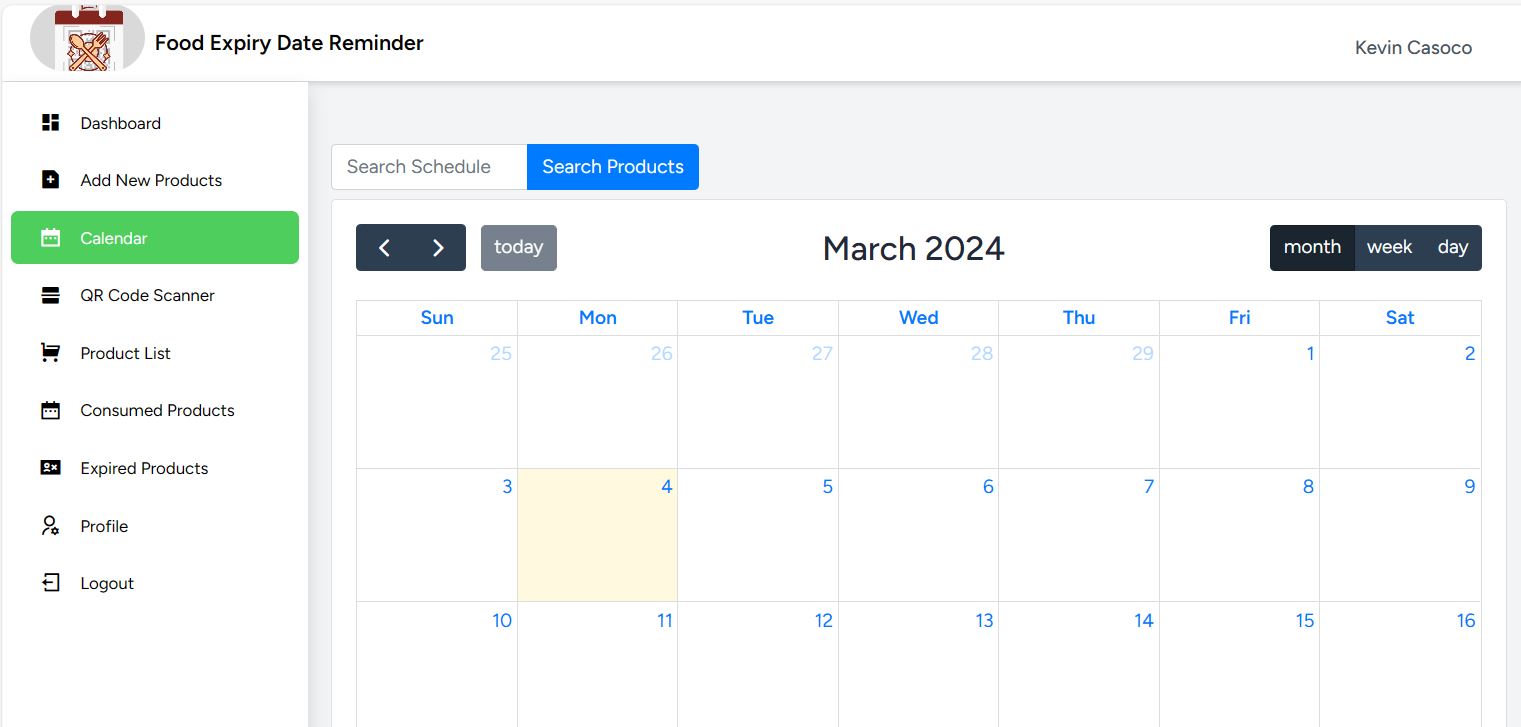 Food Expiry Date Reminder
Kevin Casoco
Dashboard
Add New Products
Calendar
QR Code Scanner
Product List
Consumed Products
Expired Products
Profile
Logout
Search Schedule Search Products
today March 2024 month week day
Sun Mon Tue Wed Thu Fri Sat
25 26 27 28 29 1 2
3 4 5 6 7 8 9
10 11 12 13 14 15 16